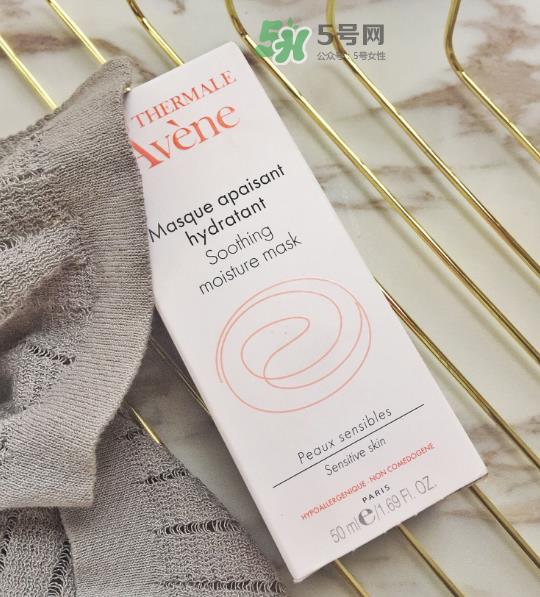 5号网
公众号:5号女性
THERMALE
Avène
Masque apaisant
hydratant
Soothing
moisture mask
Peaux sensibles
Sensitive skin
HYPOALLERGENIQUE · NON COMEDOGENE
PARIS
50 ml e/1.69 Fl. OZ.